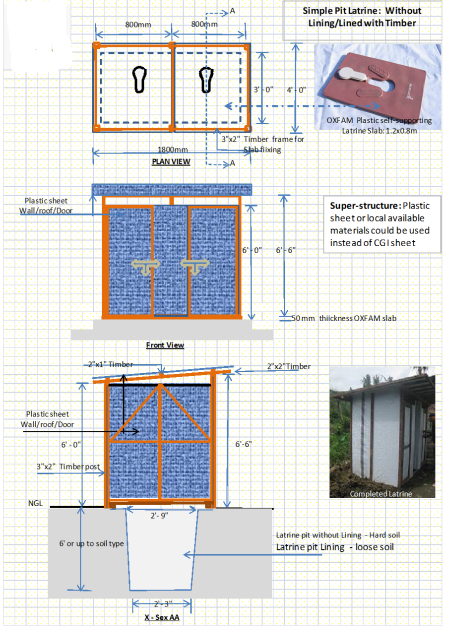 Simple Pit Latrine: Without
Lining/Lined with Timber
A
800mm
800mm
3' - 0"
4' - 0"
OXFAM Plastic self-supporting
Latrine Slab: 1.2x0.8m
3"x2" Timber frame for
Slab fiixing
1800mm
A
PLAN VIEW
Plastic sheet
Wall/roof/Door
Super-structure: Plastic
sheet or local available
materials could be used
instead of CGI sheet
6' - 0"
6' - 6"
50 mm thiickness OXFAM slab
Front View
2"x1" Timber
2"x2"Timber
Plastic sheet
Wall/roof/Door
6' - 0"
6'-6"
3"x2" Timber post
Completed Latrine
NGL
2'- 9"
6' or up to soil type
Latrine pit without Lining - Hard soil
Latrine pit Lining - loose soil
2'- 3"
X - Sex AA